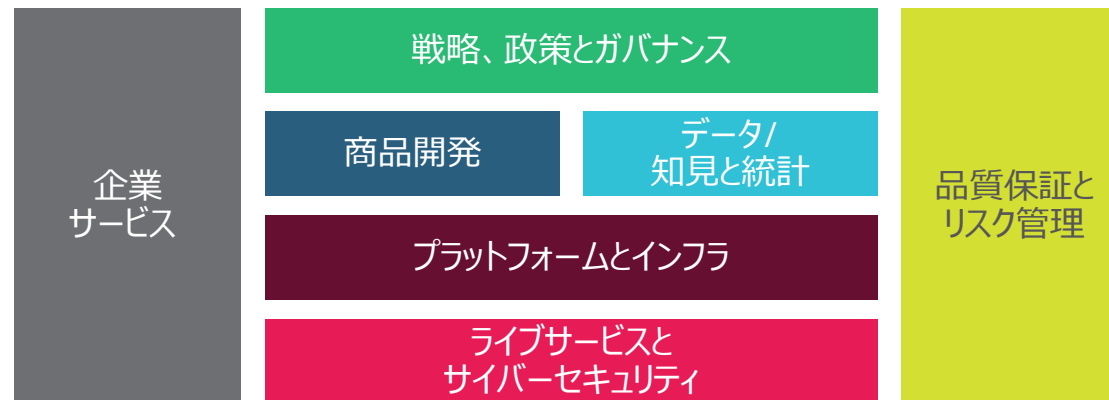 企業
サービス
戦略、政策とガバナンス
商品開発
データ/
知見と統計
プラットフォームとインフラ
ライブサービスと
サイバーセキュリティ
品質保証と
リスク管理